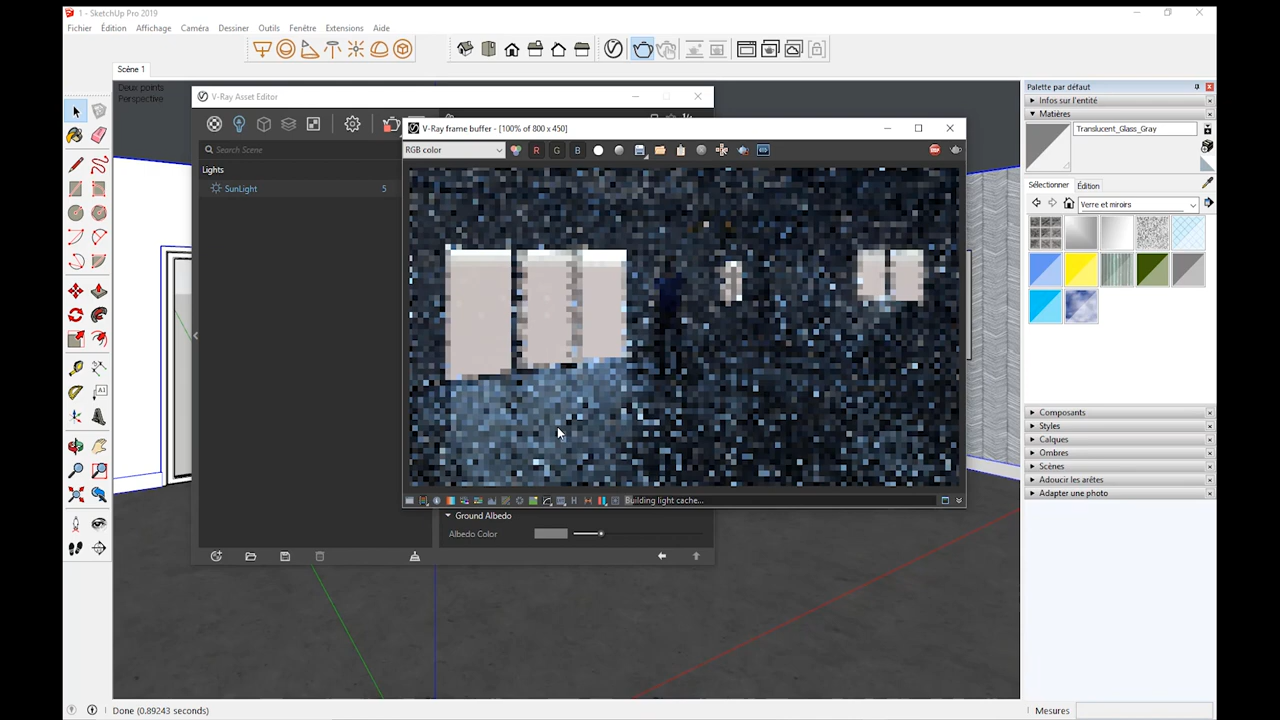 1 - SketchUp Pro 2019
Fichier Édition Affichage Caméra Dessiner Outils Fenêtre Extensions Aide
Scène 1
Deux points
Perspective
V-Ray Asset Editor
Search Scene
Lights
SunLight 5
V-Ray frame buffer - [100% of 800 x 450]
RGB color
R G B
Building light cache...
Ground Albedo
Albedo Color
Palette par défaut
Infos sur l'entité
Matières
Translucent_Glass_Gray
Sélectionner Édition
Verre et miroirs
Composants
Styles
Calques
Ombres
Scènes
Adoucir les arêtes
Adapter une photo
Done (0.89243 seconds)
Mesures